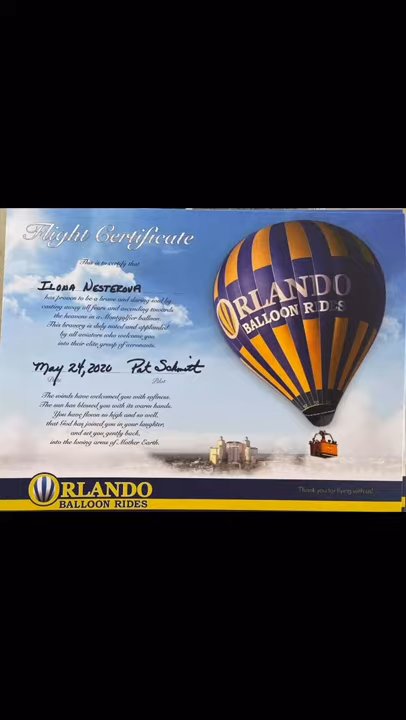 Flight Certificate
This is to certify that
ILONA NESTEROVA
has proven to be a brave and daring soul by
casting away all fears and ascending towards
the heavens in a Montgolfier balloon.
This bravery is duly noted and applauded
by all aviators who welcome you
into their elite group of aeronauts.
May 24, 2020 Pat Schmitt
Date Pilot
The winds have welcomed you with softness.
The sun has blessed you with its warm hands.
You have flown so high and so well,
that God has joined you in your laughter,
and set you gently back,
into the loving arms of Mother Earth.
ORLANDO
BALLOON RIDES
ORLANDO
BALLOON RIDES
Thank you for flying with us!